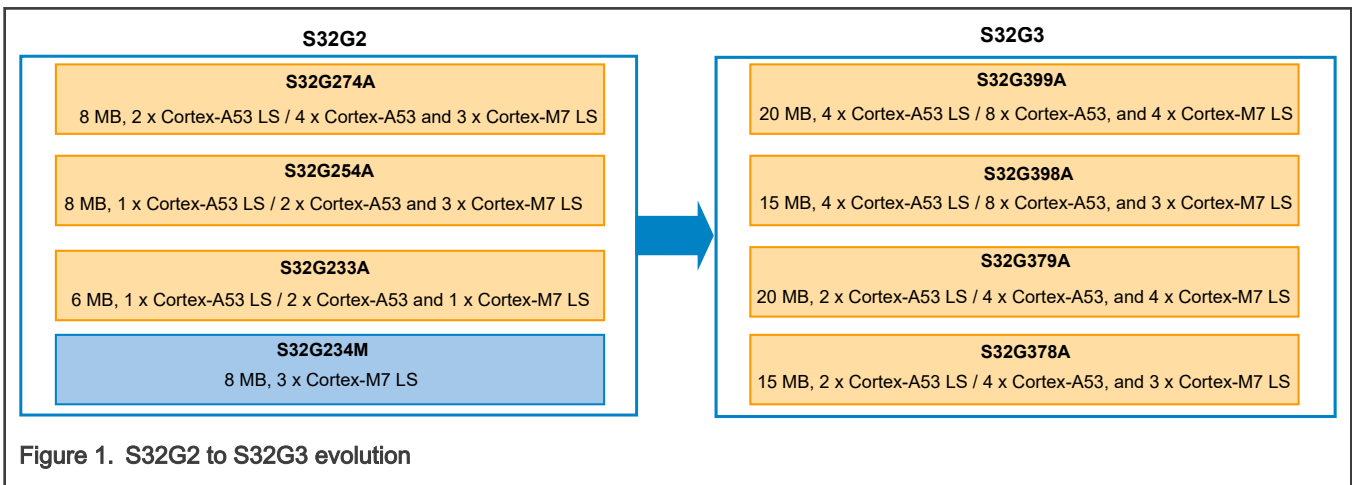 S32G2
S32G274A
8 MB, 2 x Cortex-A53 LS / 4 x Cortex-A53 and 3 x Cortex-M7 LS
S32G254A
8 MB, 1 x Cortex-A53 LS / 2 x Cortex-A53 and 3 x Cortex-M7 LS
S32G233A
6 MB, 1 x Cortex-A53 LS / 2 x Cortex-A53 and 1 x Cortex-M7 LS
S32G234M
8 MB, 3 x Cortex-M7 LS
S32G3
S32G399A
20 MB, 4 x Cortex-A53 LS / 8 x Cortex-A53, and 4 x Cortex-M7 LS
S32G398A
15 MB, 4 x Cortex-A53 LS / 8 x Cortex-A53, and 3 x Cortex-M7 LS
S32G379A
20 MB, 2 x Cortex-A53 LS / 4 x Cortex-A53, and 4 x Cortex-M7 LS
S32G378A
15 MB, 2 x Cortex-A53 LS / 4 x Cortex-A53, and 3 x Cortex-M7 LS
Figure 1. S32G2 to S32G3 evolution